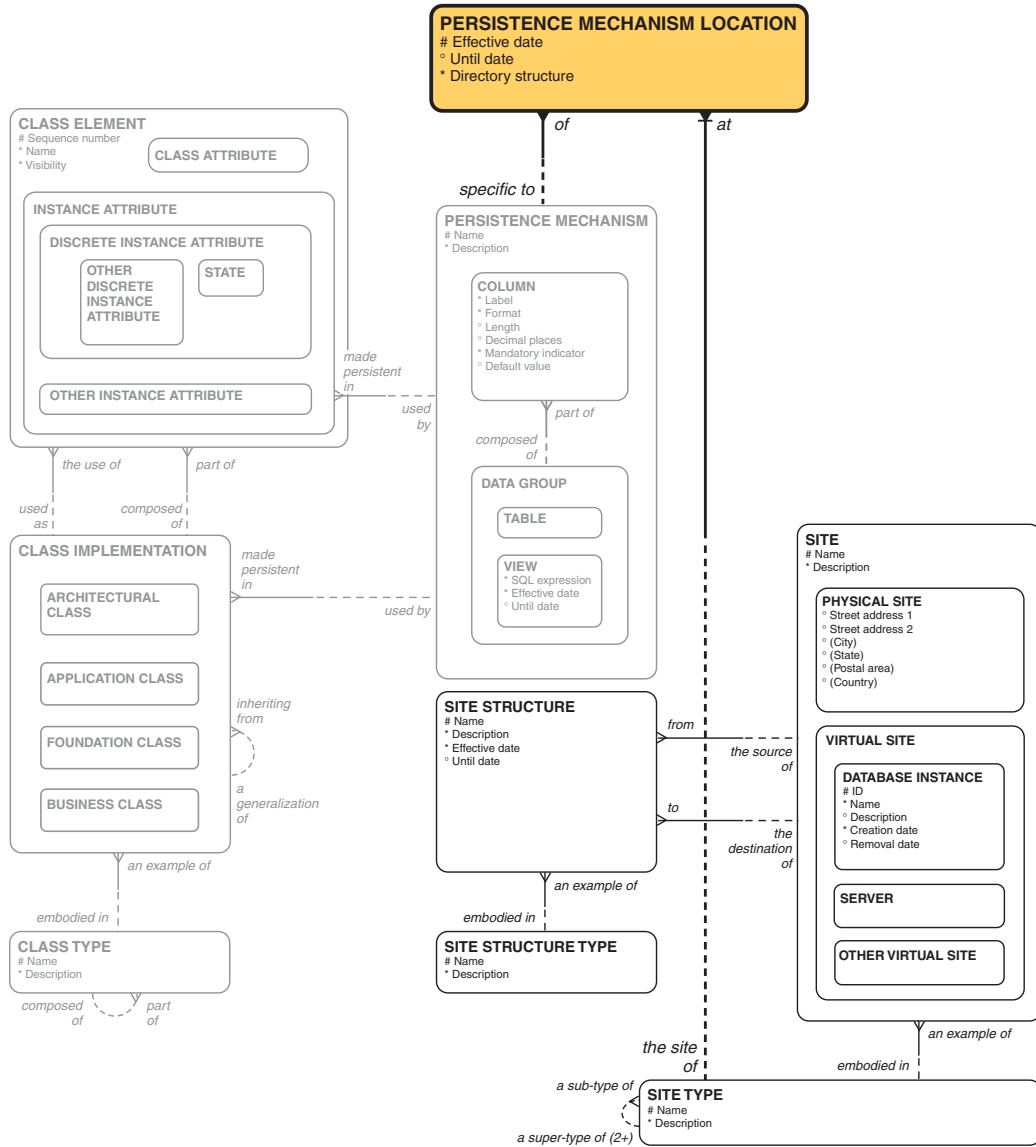 PERSISTENCE MECHANISM LOCATION
# Effective date
° Until date
* Directory structure
of
at
specific to
CLASS ELEMENT
# Sequence number
* Name
* Visibility
CLASS ATTRIBUTE
INSTANCE ATTRIBUTE
DISCRETE INSTANCE ATTRIBUTE
OTHER
DISCRETE
INSTANCE
ATTRIBUTE
STATE
OTHER INSTANCE ATTRIBUTE
made
persistent
in
used
by
the use of
part of
used
as
composed
of
PERSISTENCE MECHANISM
# Name
* Description
COLUMN
* Label
* Format
° Length
° Decimal places
* Mandatory indicator
° Default value
part of
composed
of
DATA GROUP
TABLE
VIEW
* SQL expression
* Effective date
° Until date
CLASS IMPLEMENTATION
ARCHITECTURAL
CLASS
APPLICATION CLASS
FOUNDATION CLASS
BUSINESS CLASS
made
persistent
in
used by
inheriting
from
a
generalization
of
an example of
embodied in
CLASS TYPE
# Name
* Description
composed
of
part
of
SITE STRUCTURE
# Name
* Description
* Effective date
° Until date
from
the source
of
to
the
destination
of
an example of
embodied in
SITE STRUCTURE TYPE
# Name
* Description
SITE
# Name
* Description
PHYSICAL SITE
° Street address 1
° Street address 2
° (City)
° (State)
° (Postal area)
° (Country)
VIRTUAL SITE
DATABASE INSTANCE
# ID
* Name
° Description
* Creation date
° Removal date
SERVER
OTHER VIRTUAL SITE
an example of
embodied in
the site
of
a sub-type of
a super-type of (2+)
SITE TYPE
# Name
* Description